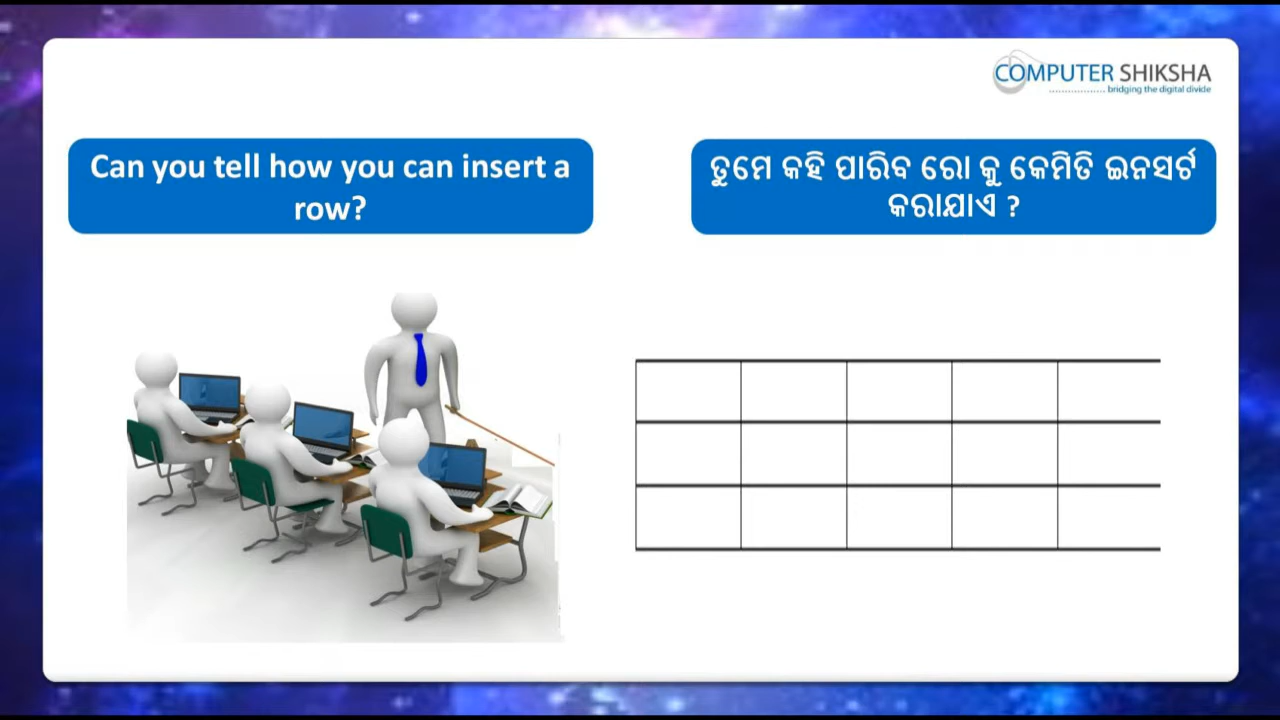 COMPUTER SHIKSHA
bridging the digital divide
Can you tell how you can insert a
row?
ତୁମେ କହି ପାରିବ ରୋ କୁ କେମିତି ଇନସର୍ଟ
କରାଯାଏ ?